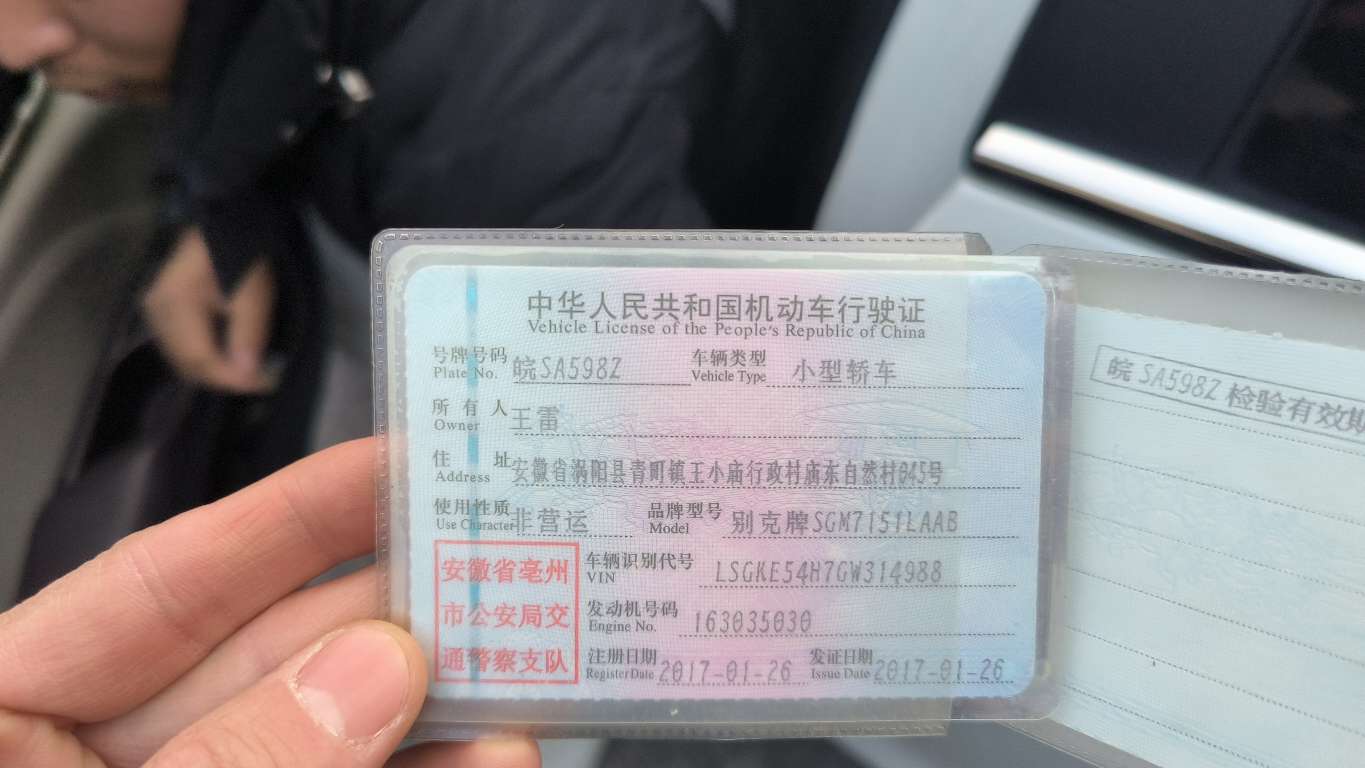 中华人民共和国机动车行驶证
Vehicle License of the People's Republic of China
号牌号码 皖SA598Z 车辆类型 小型轿车
Plate No. Vehicle Type
所有人 王雷
Owner
住址 安徽省涡阳县青町镇王小庙行政村庙东自然村045号
Address
使用性质 非营运 品牌型号 别克牌SGM7151LAAB
Use Character Model
车辆识别代号 LSGKE54H7GW314988
VIN
发动机号码 163035030
Engine No.
注册日期 2017-01-26 发证日期 2017-01-26
Register Date Issue Date
安徽省亳州
市公安局交
通警察支队
皖SA598Z 检验有效期